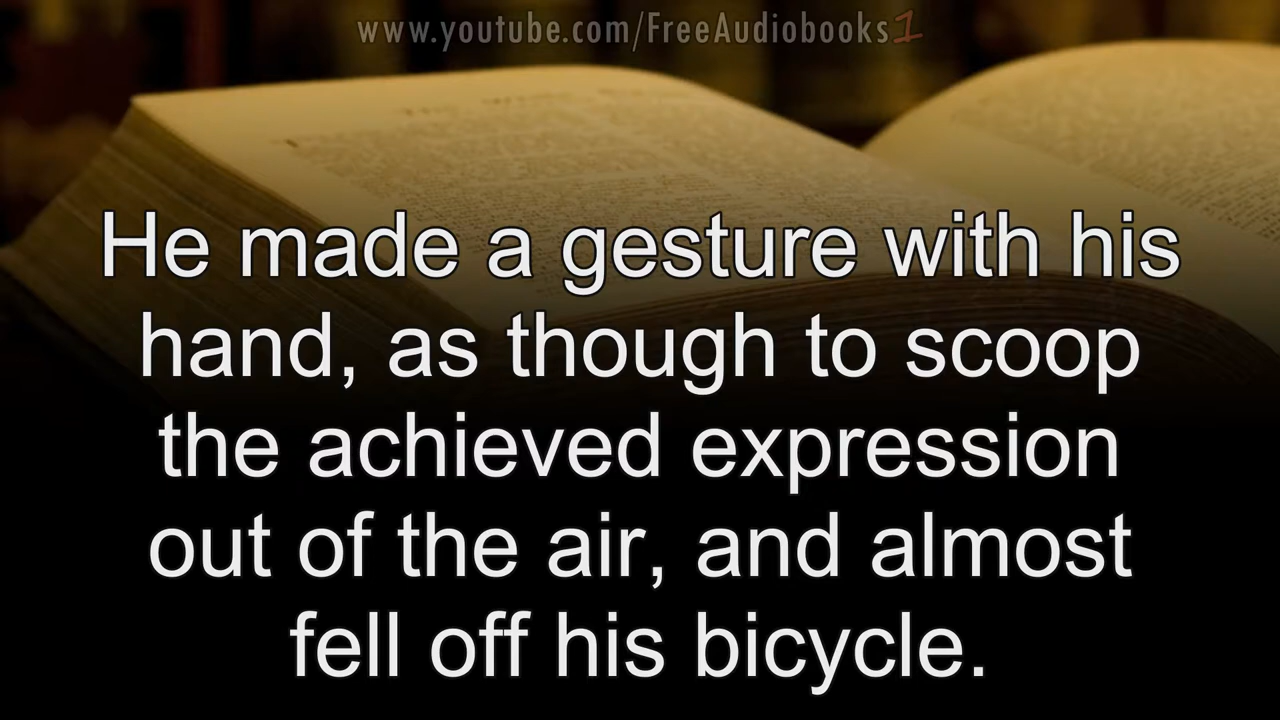 www.youtube.com/FreeAudiobooks1
He made a gesture with his
hand, as though to scoop
the achieved expression
out of the air, and almost
fell off his bicycle.